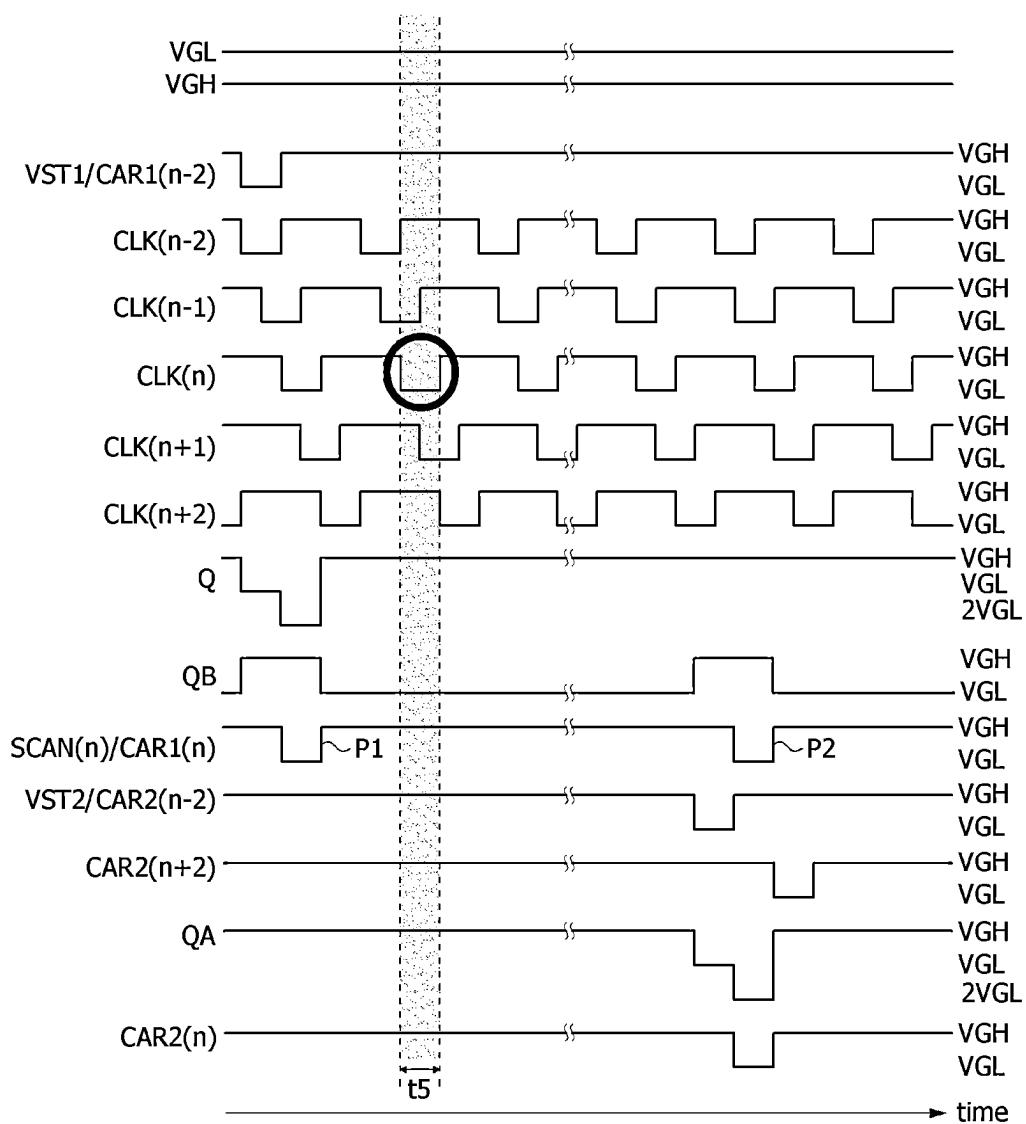 VGL
VGH
VST1/CAR1(n-2) VGH
VGL
CLK(n-2) VGH
VGL
CLK(n-1) VGH
VGL
CLK(n) VGH
VGL
CLK(n+1) VGH
VGL
CLK(n+2) VGH
VGL
Q VGH
VGL
2VGL
QB VGH
VGL
SCAN(n)/CAR1(n) P1 P2 VGH
VGL
VST2/CAR2(n-2) VGH
VGL
CAR2(n+2) VGH
VGL
QA VGH
VGL
2VGL
CAR2(n) VGH
VGL
t5
time